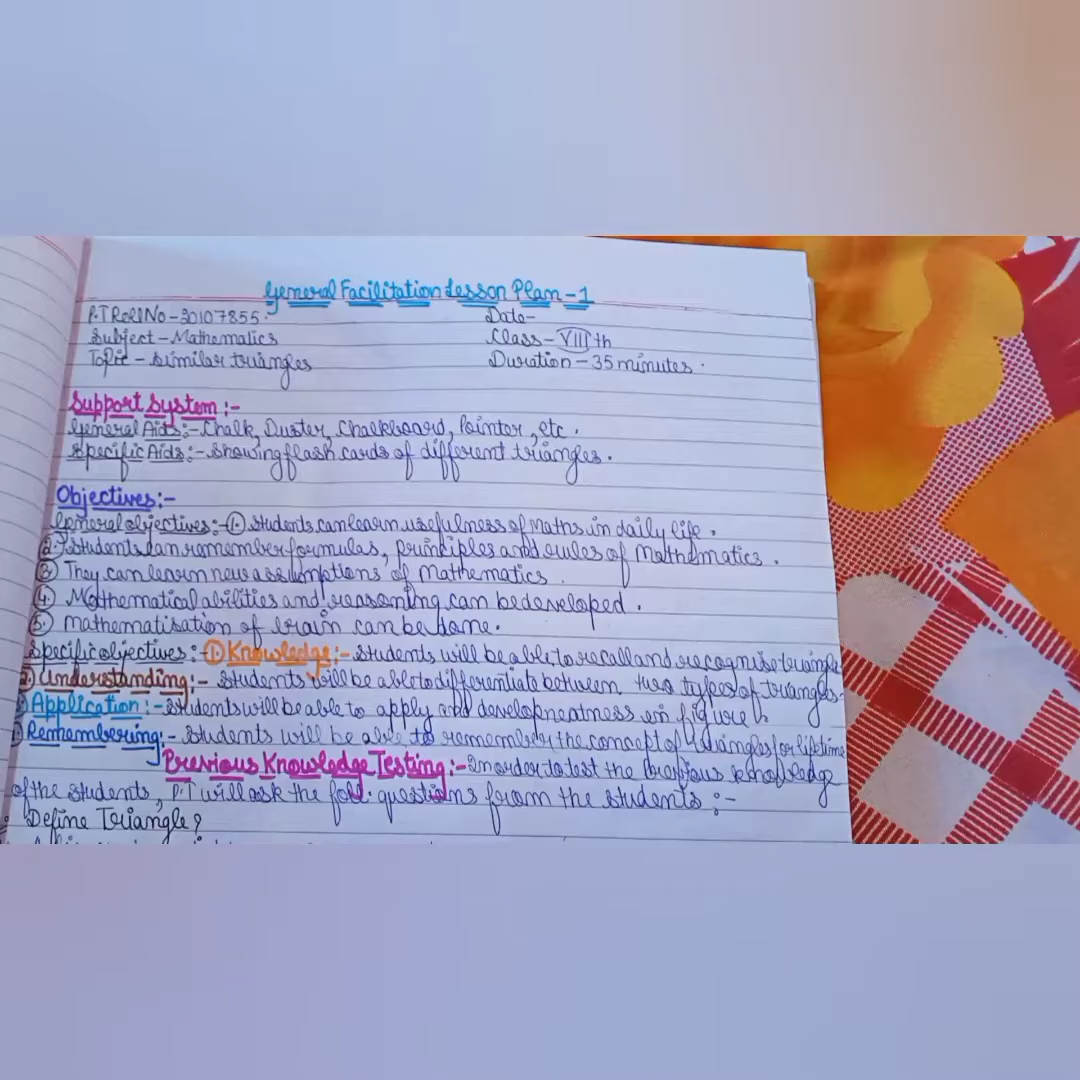 General Facilitation Lesson Plan-1
P.T Roll No-30107855.
Date-
Subject-Mathematics
Class-VIIIth
Topic-Similar triangles
Duration-35 minutes.
Support System:-
General Aids:-Chalk, Duster, Chalkboard, Pointer, etc.
Specific Aids:-Showing flash cards of different triangles.
Objectives:-
General objectives:-①. Students can learn usefulness of Maths in daily life.
②. Students can remember formulas, principles and rules of Mathematics.
③ They can learn new assumptions of Mathematics.
④ Mathematical abilities and reasoning can be developed.
⑤. Mathematisation of brain can be done.
Specific objectives:-① Knowledge:-Students will be able to recall and recognise triangle
Understanding:- Students will be able to differentiate between two types of triangles.
Application:-Students will be able to apply and develop neatness in figure.
Remembering:- Students will be able to remember the concept of triangles for lifetime
Previous Knowledge Testing:-In order to test the previous knowledge
of the students, P.T will ask the foll. questions from the students:-
Define Triangle?